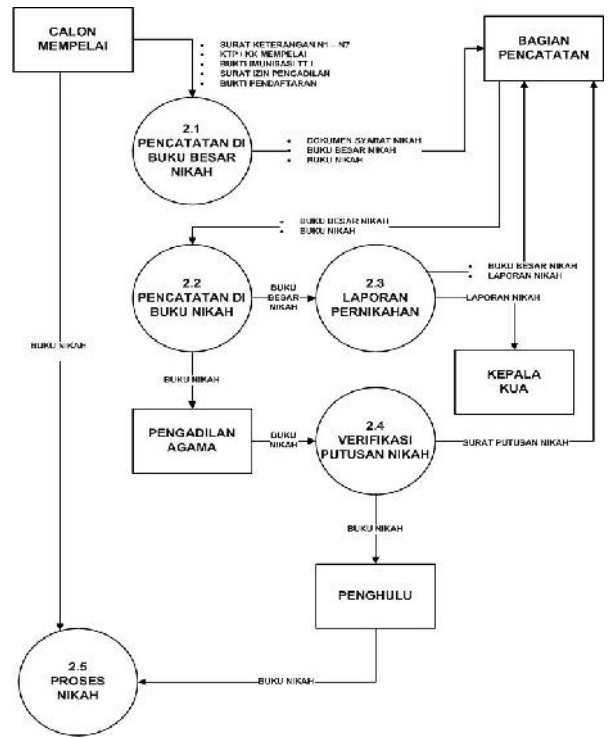 CALON
MEMPELAI
BAGIAN
PENCATATAN
• SURAT KETERANGAN N1 – N7
• KTP / KK MEMPELAI
• BUKTI IMUNISASI TT I
• SURAT IZIN PENGADILAN
• BUKTI PENDAFTARAN
2.1
PENCATATAN DI
BUKU BESAR
NIKAH
• DOKUMEN SYARAT NIKAH
• BUKU BESAR NIKAH
• BUKU NIKAH
• BUKU BESAR NIKAH
• BUKU NIKAH
2.2
PENCATATAN DI
BUKU NIKAH
BUKU
BESAR
NIKAH
2.3
LAPORAN
PERNIKAHAN
• BUKU BESAR NIKAH
• LAPORAN NIKAH
LAPORAN NIKAH
BUKU NIKAH
KEPALA
KUA
BUKU NIKAH
PENGADILAN
AGAMA
BUKU
NIKAH
2.4
VERIFIKASI
PUTUSAN NIKAH
SURAT PUTUSAN NIKAH
BUKU NIKAH
PENGHULU
2.5
PROSES
NIKAH
BUKU NIKAH